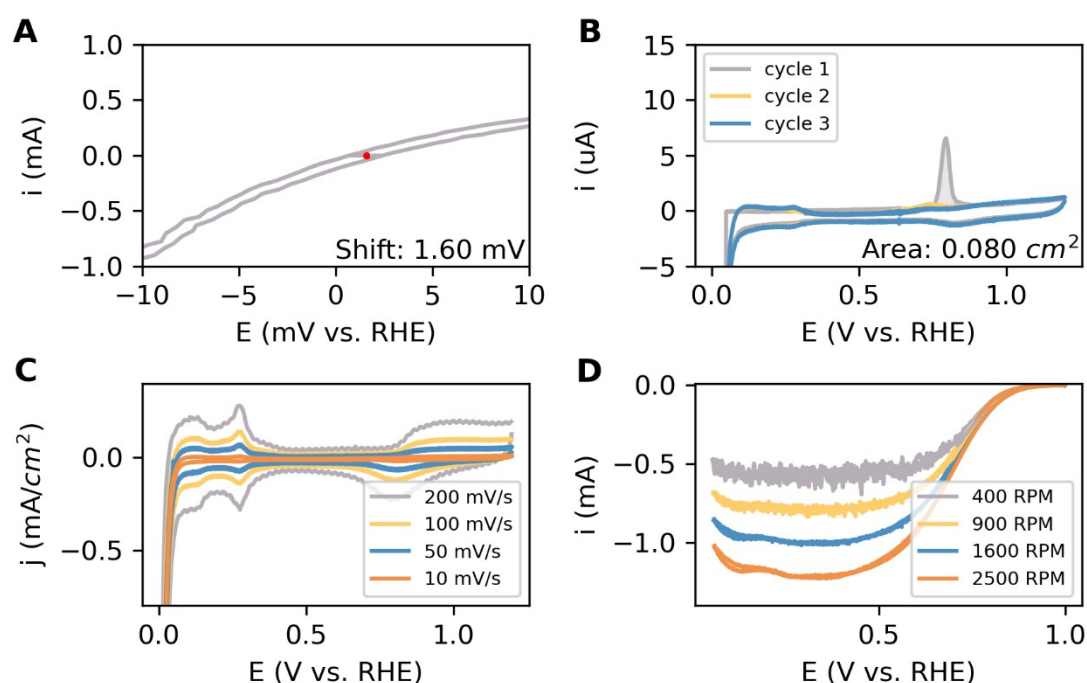 A
1.0
0.5
0.0
−0.5
−1.0
i (mA)
Shift: 1.60 mV
−10
−5
0
5
10
E (mV vs. RHE)
B
15
10
5
0
−5
i (uA)
cycle 1
cycle 2
cycle 3
Area: 0.080 cm²
0.0
0.5
1.0
E (V vs. RHE)
C
0.0
−0.5
j (mA/cm²)
200 mV/s
100 mV/s
50 mV/s
10 mV/s
0.0
0.5
1.0
E (V vs. RHE)
D
0.0
−0.5
−1.0
i (mA)
400 RPM
900 RPM
1600 RPM
2500 RPM
0.5
1.0
E (V vs. RHE)